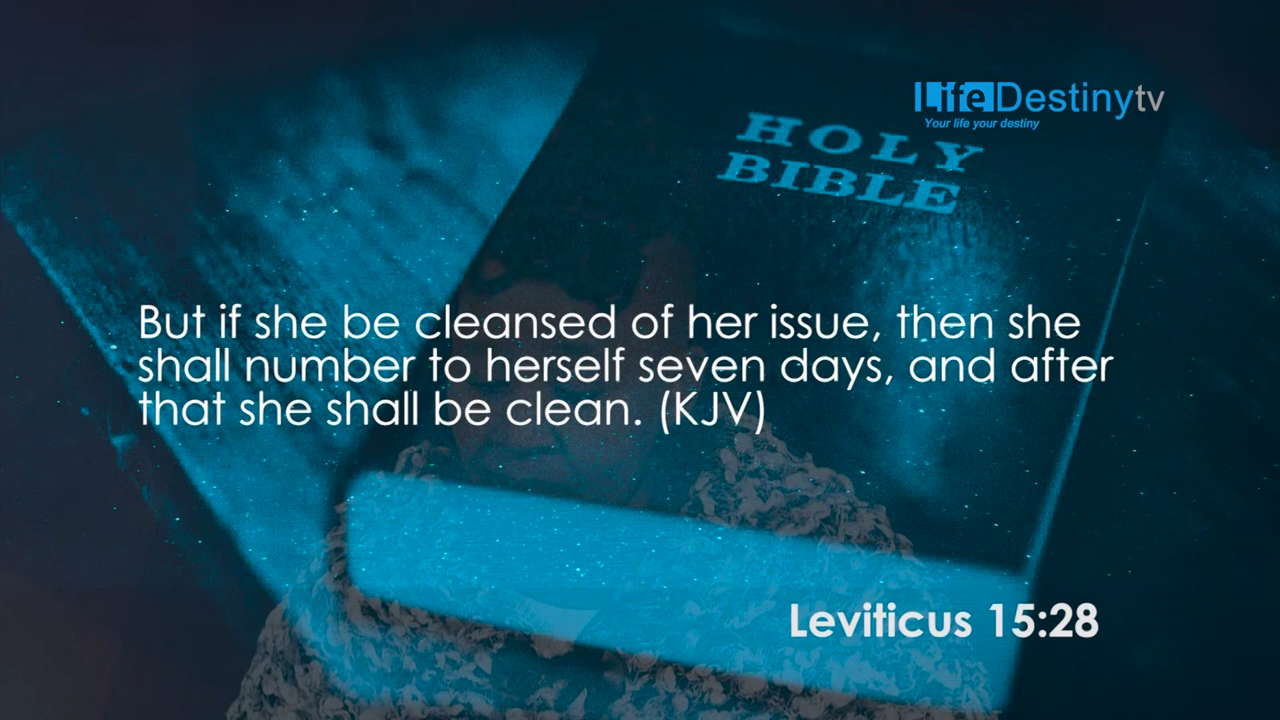 LifeDestinytv
Your life your destiny
HOLY
BIBLE
But if she be cleansed of her issue, then she
shall number to herself seven days, and after
that she shall be clean. (KJV)
Leviticus 15:28